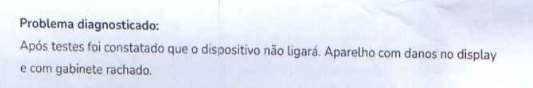 Problema diagnosticado:
Após testes foi constatado que o dispositivo não ligará. Aparelho com danos no display
e com gabinete rachado.